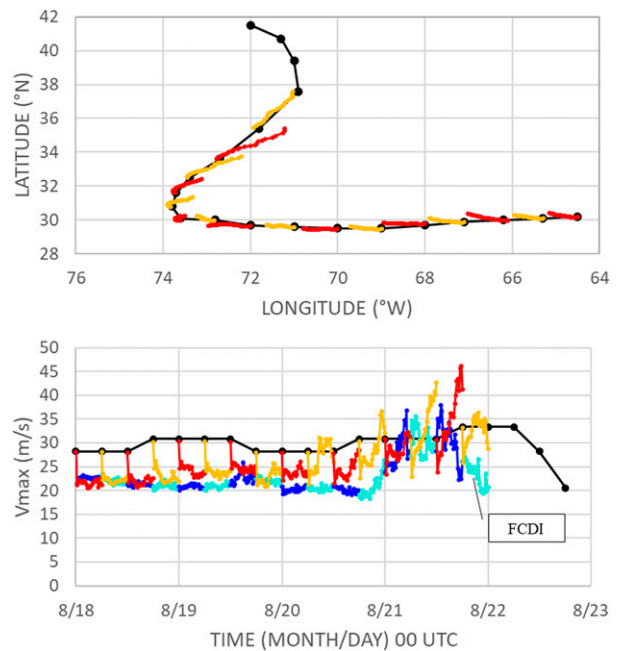 42
40
38
36
34
32
30
28
LATITUDE (°N)
76 74 72 70 68 66 64
LONGITUDE (°W)
50
45
40
35
30
25
20
15
10
5
0
Vmax (m/s)
FCDI
8/18 8/19 8/20 8/21 8/22 8/23
TIME (MONTH/DAY) 00 UTC